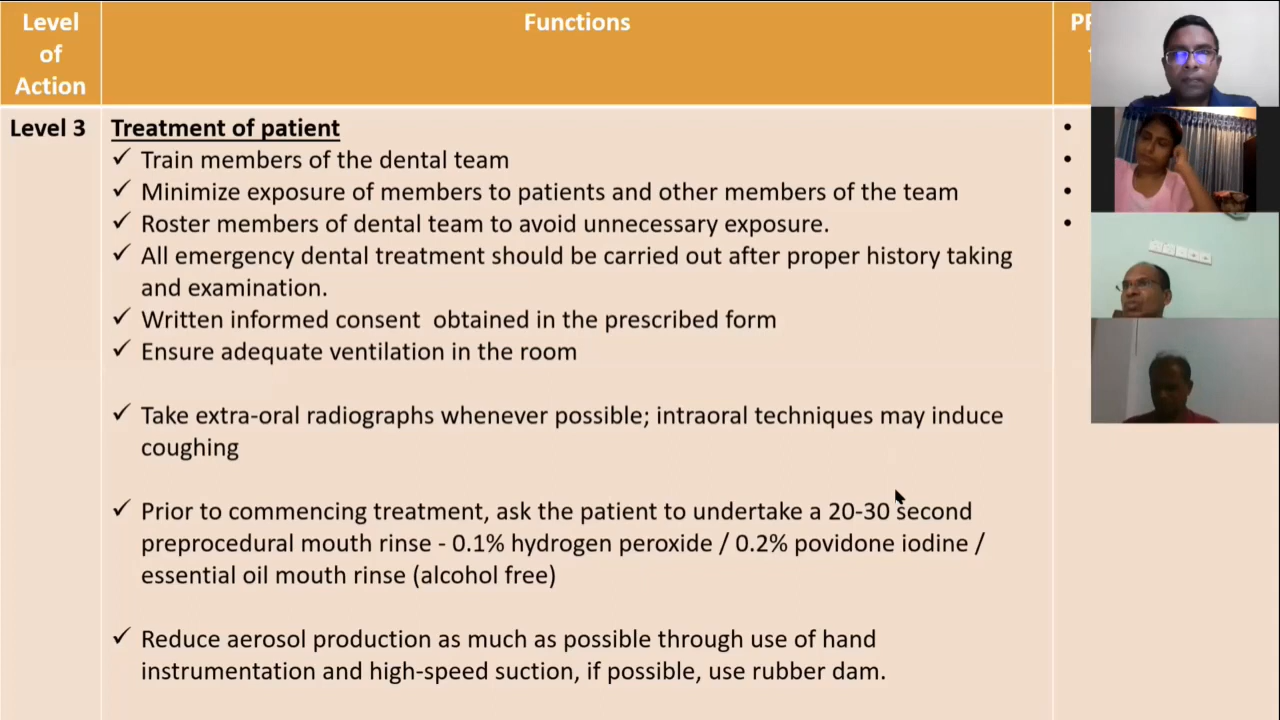 Level
of
Action
Functions
Level 3
Treatment of patient
✓ Train members of the dental team
✓ Minimize exposure of members to patients and other members of the team
✓ Roster members of dental team to avoid unnecessary exposure.
✓ All emergency dental treatment should be carried out after proper history taking
and examination.
✓ Written informed consent obtained in the prescribed form
✓ Ensure adequate ventilation in the room
✓ Take extra-oral radiographs whenever possible; intraoral techniques may induce
coughing
✓ Prior to commencing treatment, ask the patient to undertake a 20-30 second
preprocedural mouth rinse - 0.1% hydrogen peroxide / 0.2% povidone iodine /
essential oil mouth rinse (alcohol free)
✓ Reduce aerosol production as much as possible through use of hand
instrumentation and high-speed suction, if possible, use rubber dam.